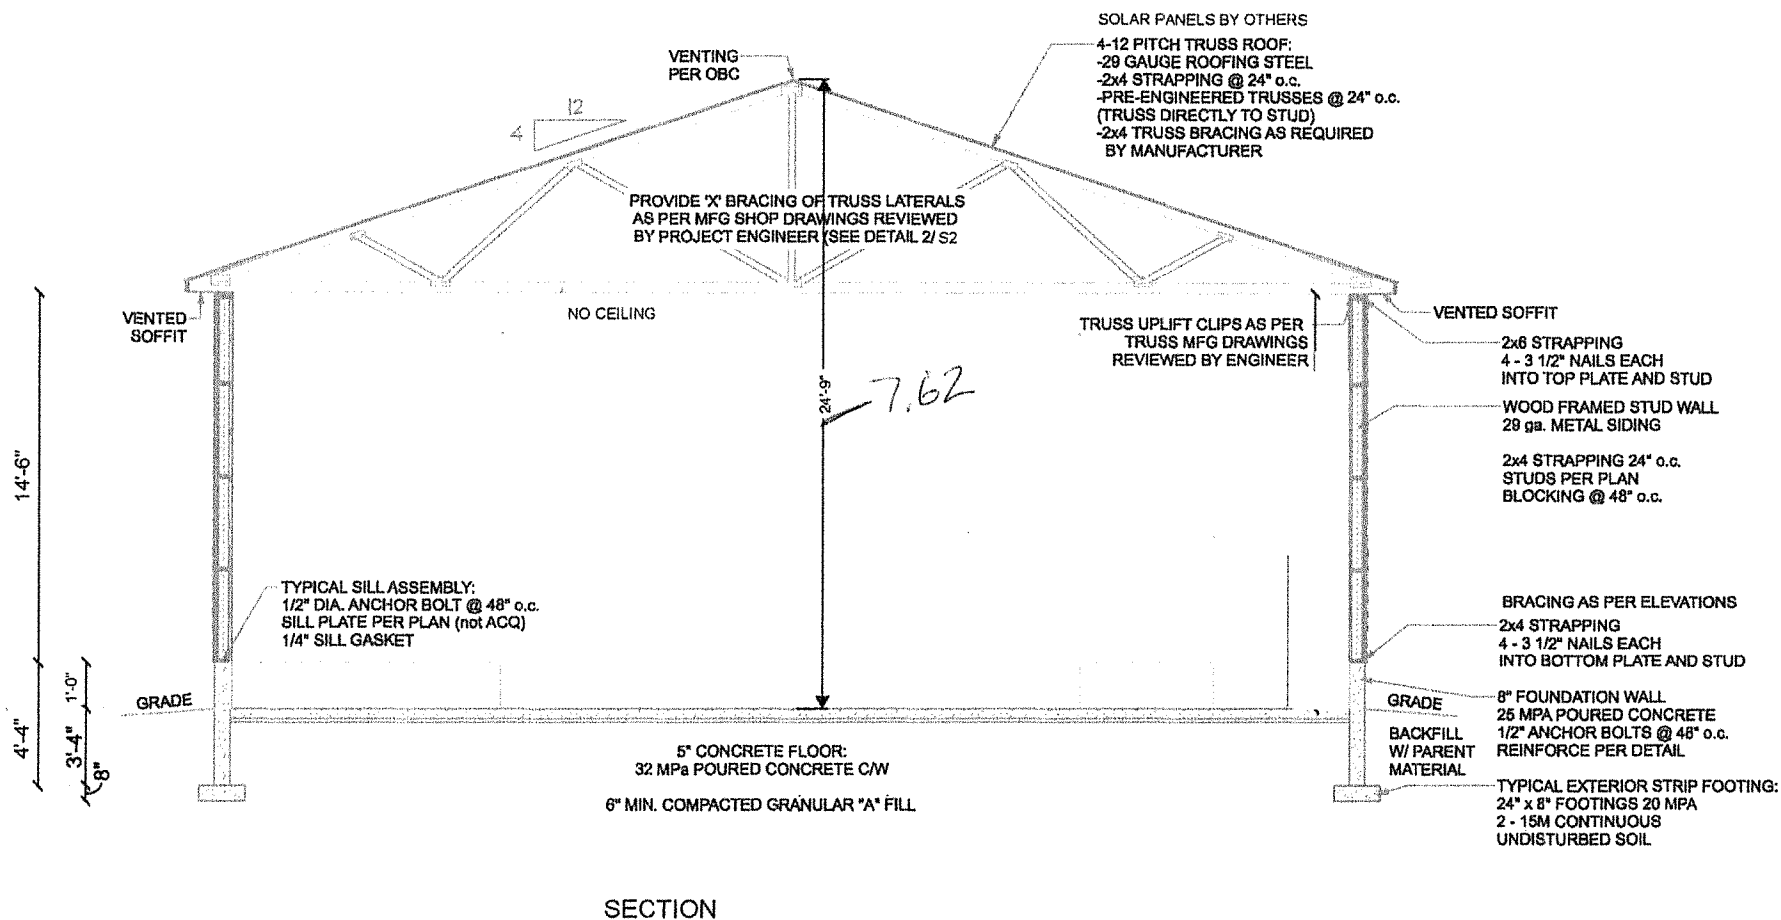 SOLAR PANELS BY OTHERS
4-12 PITCH TRUSS ROOF:
-29 GAUGE ROOFING STEEL
-2x4 STRAPPING @ 24" o.c.
-PRE-ENGINEERED TRUSSES @ 24" o.c.
(TRUSS DIRECTLY TO STUD)
-2x4 TRUSS BRACING AS REQUIRED
BY MANUFACTURER
VENTING
PER OBC
12
4
PROVIDE 'X' BRACING OF TRUSS LATERALS
AS PER MFG SHOP DRAWINGS REVIEWED
BY PROJECT ENGINEER (SEE DETAIL 2/ S2
VENTED
SOFFIT
NO CEILING
TRUSS UPLIFT CLIPS AS PER
TRUSS MFG DRAWINGS
REVIEWED BY ENGINEER
VENTED SOFFIT
2x6 STRAPPING
4 - 3 1/2" NAILS EACH
INTO TOP PLATE AND STUD
24'-9"
7.62
WOOD FRAMED STUD WALL
29 ga. METAL SIDING
2x4 STRAPPING 24" o.c.
STUDS PER PLAN
BLOCKING @ 48" o.c.
14'-6"
TYPICAL SILL ASSEMBLY:
1/2" DIA. ANCHOR BOLT @ 48" o.c.
SILL PLATE PER PLAN (not ACQ)
1/4" SILL GASKET
BRACING AS PER ELEVATIONS
2x4 STRAPPING
4 - 3 1/2" NAILS EACH
INTO BOTTOM PLATE AND STUD
4'-4"
1'-0"
3'-4"
8"
GRADE
GRADE
8" FOUNDATION WALL
25 MPA POURED CONCRETE
1/2" ANCHOR BOLTS @ 48" o.c.
REINFORCE PER DETAIL
BACKFILL
W/ PARENT
MATERIAL
5" CONCRETE FLOOR:
32 MPa POURED CONCRETE C/W
6" MIN. COMPACTED GRANULAR "A" FILL
TYPICAL EXTERIOR STRIP FOOTING:
24" x 8" FOOTINGS 20 MPA
2 - 15M CONTINUOUS
UNDISTURBED SOIL
SECTION